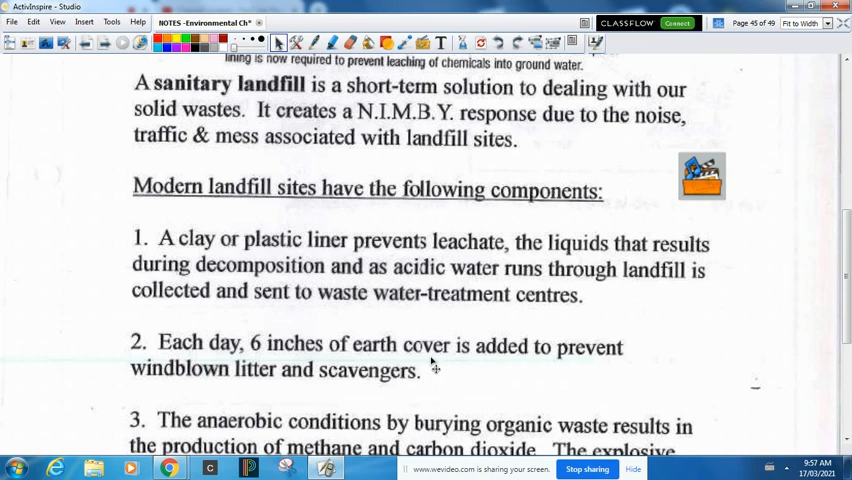 ActivInspire - Studio
File Edit View Insert Tools Help NOTES -Environmental Ch* CLASSFLOW Connect Page 45 of 49 Fit to Width
lining is now required to prevent leaching of chemicals into ground water.
A sanitary landfill is a short-term solution to dealing with our
solid wastes. It creates a N.I.M.B.Y. response due to the noise,
traffic & mess associated with landfill sites.
Modern landfill sites have the following components:
1. A clay or plastic liner prevents leachate, the liquids that results
during decomposition and as acidic water runs through landfill is
collected and sent to waste water-treatment centres.
2. Each day, 6 inches of earth cover is added to prevent
windblown litter and scavengers.
3. The anaerobic conditions by burying organic waste results in
the production of methane and carbon dioxide. The explosive
www.wevideo.com is sharing your screen. Stop sharing Hide
9:57 AM
17/03/2021